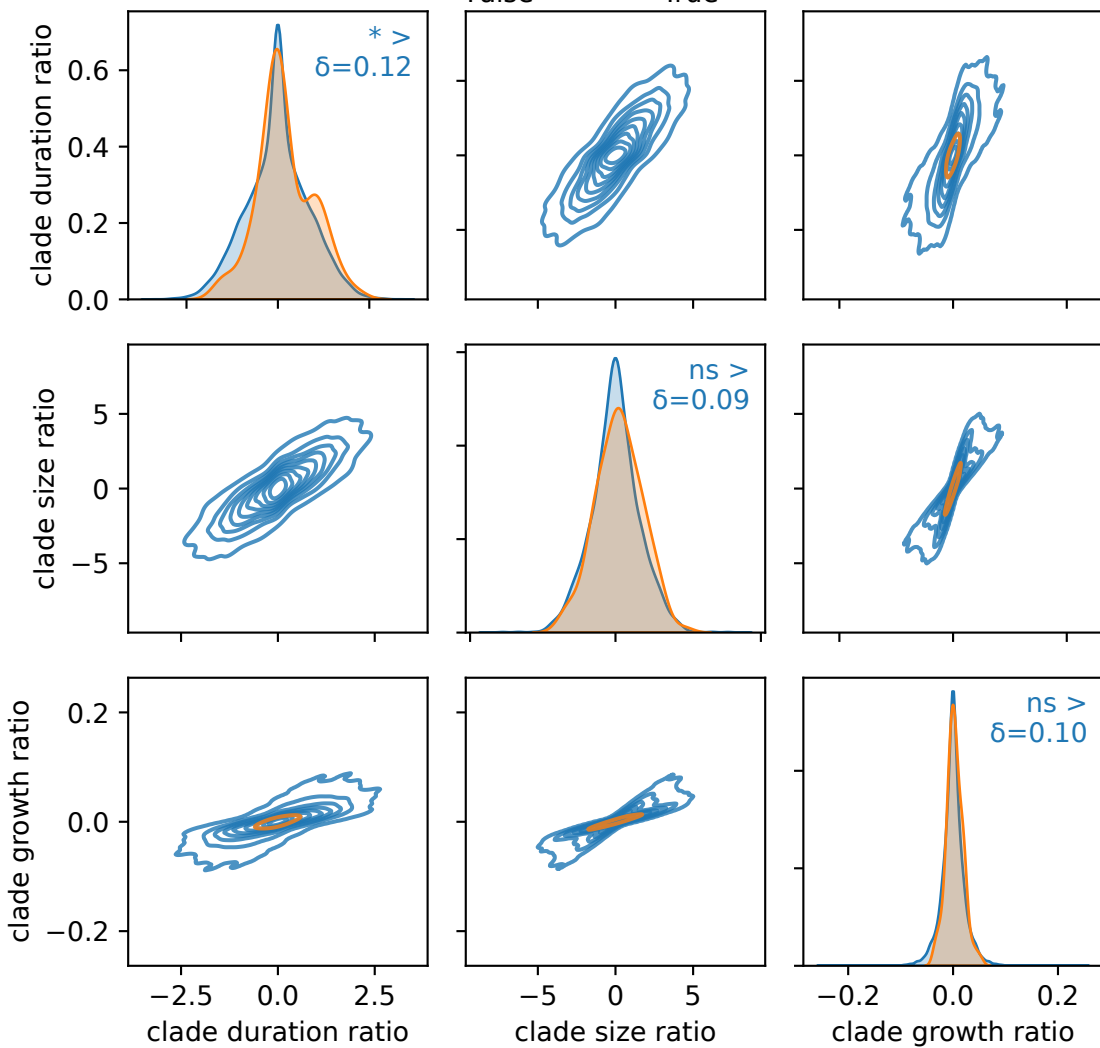 clade duration ratio
0.6
0.4
0.2
0.0
* >
δ=0.12
clade size ratio
5
0
−5
ns >
δ=0.09
clade growth ratio
0.2
0.0
−0.2
ns >
δ=0.10
−2.5 0.0 2.5
−5 0 5
−0.2 0.0 0.2
clade duration ratio
clade size ratio
clade growth ratio